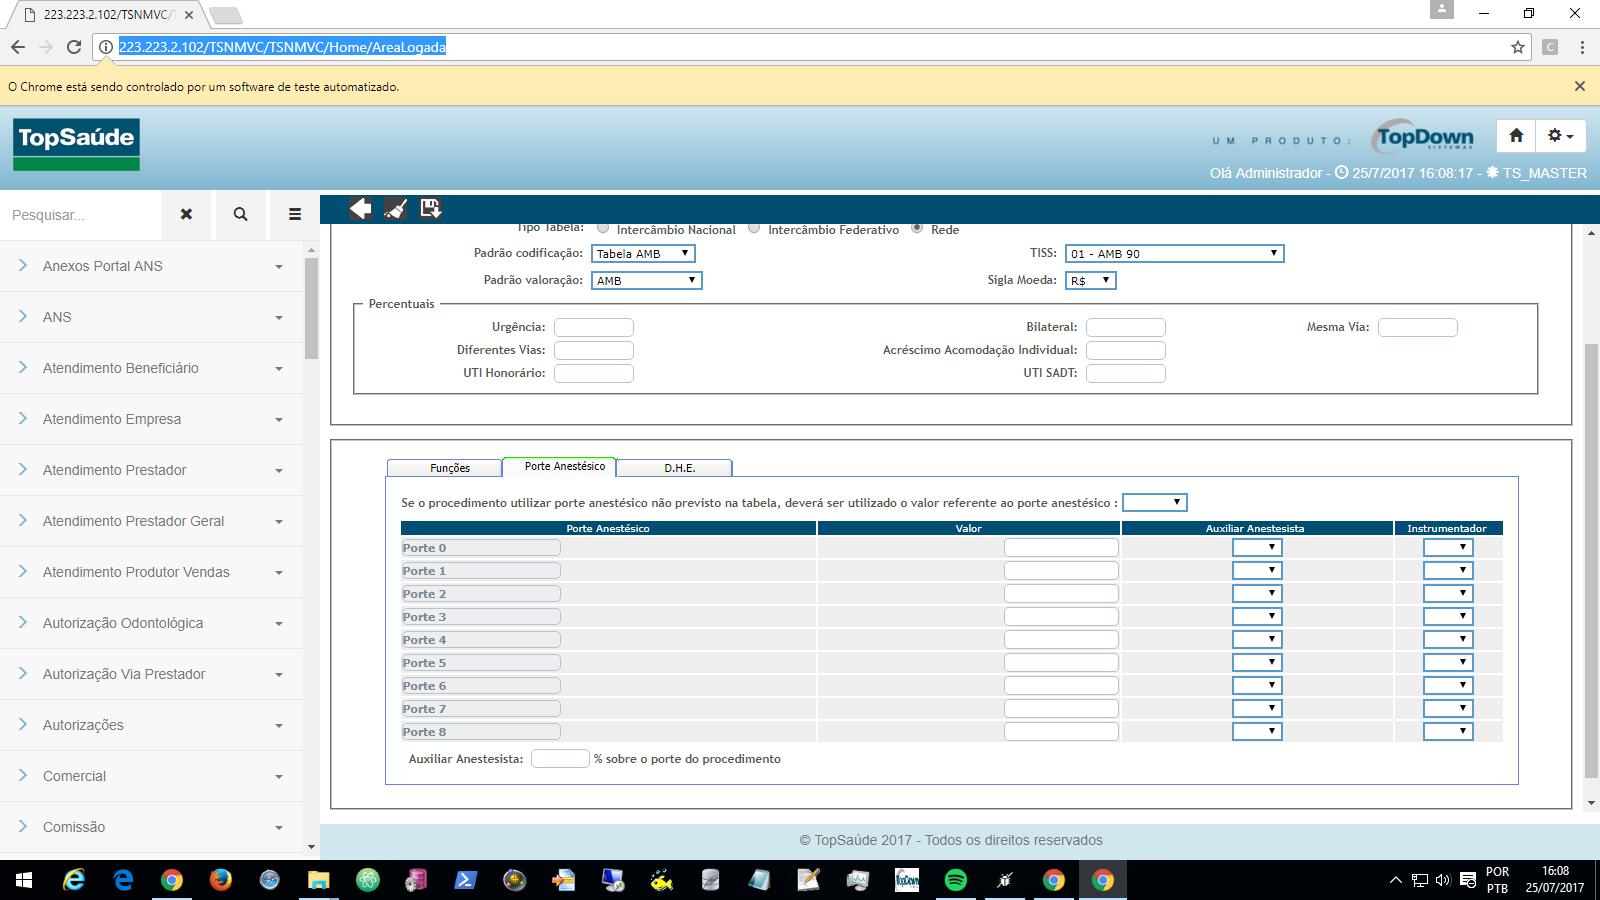 223.223.2.102/TSNMVC/T
223.223.2.102/TSNMVC/TSNMVC/Home/AreaLogada
C
O Chrome está sendo controlado por um software de teste automatizado.
TopSaúde
UM PRODUTO:
TopDown
SISTEMAS
Olá Administrador - 25/7/2017 16:08:17 - TS_MASTER
Pesquisar...
Anexos Portal ANS
ANS
Atendimento Beneficiário
Atendimento Empresa
Atendimento Prestador
Atendimento Prestador Geral
Atendimento Produtor Vendas
Autorização Odontológica
Autorização Via Prestador
Autorizações
Comercial
Comissão
Tipo Tabela: Intercâmbio Nacional Intercâmbio Federativo Rede
Padrão codificação: Tabela AMB TISS: 01 - AMB 90
Padrão valoração: AMB Sigla Moeda: R$
Percentuais
Urgência: Bilateral: Mesma Via:
Diferentes Vias: Acréscimo Acomodação Individual:
UTI Honorário: UTI SADT:
Funções Porte Anestésico D.H.E.
Se o procedimento utilizar porte anestésico não previsto na tabela, deverá ser utilizado o valor referente ao porte anestésico :
Porte Anestésico Valor Auxiliar Anestesista Instrumentador
Porte 0
Porte 1
Porte 2
Porte 3
Porte 4
Porte 5
Porte 6
Porte 7
Porte 8
Auxiliar Anestesista: % sobre o porte do procedimento
© TopSaúde 2017 - Todos os direitos reservados
TopDown
POR
PTB
16:08
25/07/2017